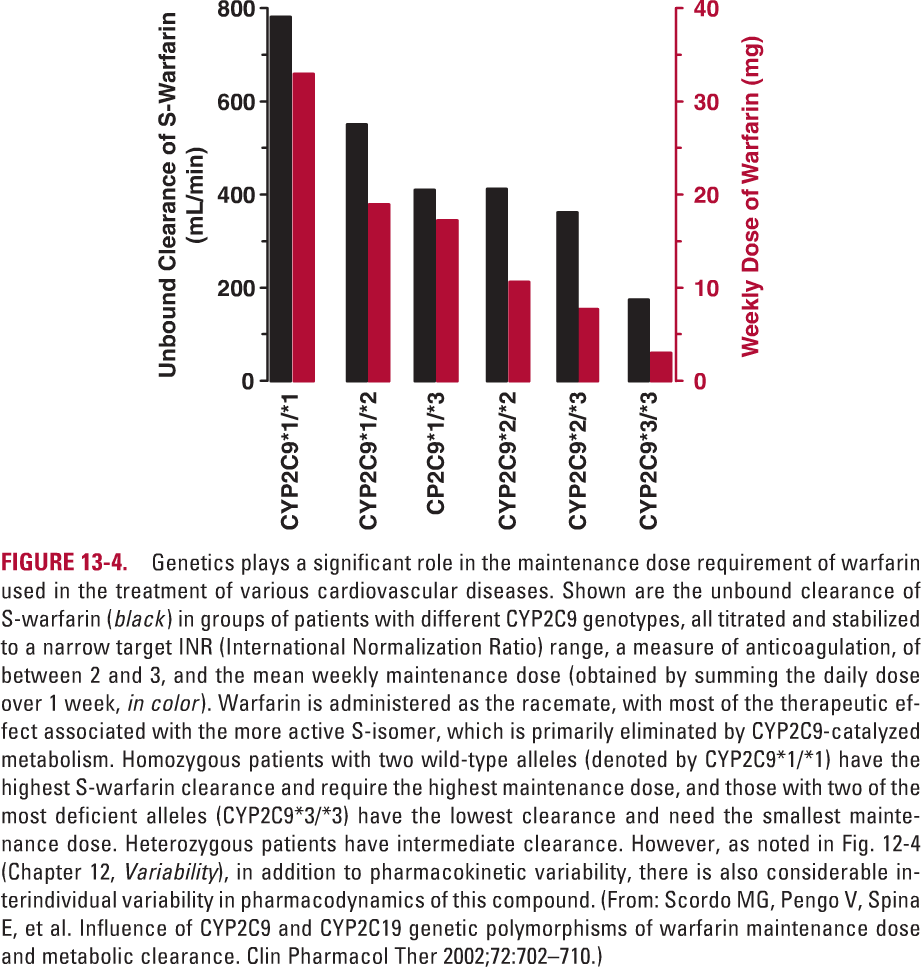 Unbound Clearance of S-Warfarin
(mL/min)
800
600
400
200
0
40
30
20
10
0
Weekly Dose of Warfarin (mg)
CYP2C9*1/*1
CYP2C9*1/*2
CP2C9*1/*3
CYP2C9*2/*2
CYP2C9*2/*3
CYP2C9*3/*3
FIGURE 13-4. Genetics plays a significant role in the maintenance dose requirement of warfarin
used in the treatment of various cardiovascular diseases. Shown are the unbound clearance of
S-warfarin (black) in groups of patients with different CYP2C9 genotypes, all titrated and stabilized
to a narrow target INR (International Normalization Ratio) range, a measure of anticoagulation, of
between 2 and 3, and the mean weekly maintenance dose (obtained by summing the daily dose
over 1 week, in color). Warfarin is administered as the racemate, with most of the therapeutic ef-
fect associated with the more active S-isomer, which is primarily eliminated by CYP2C9-catalyzed
metabolism. Homozygous patients with two wild-type alleles (denoted by CYP2C9*1/*1) have the
highest S-warfarin clearance and require the highest maintenance dose, and those with two of the
most deficient alleles (CYP2C9*3/*3) have the lowest clearance and need the smallest mainte-
nance dose. Heterozygous patients have intermediate clearance. However, as noted in Fig. 12-4
(Chapter 12, Variability), in addition to pharmacokinetic variability, there is also considerable in-
terindividual variability in pharmacodynamics of this compound. (From: Scordo MG, Pengo V, Spina
E, et al. Influence of CYP2C9 and CYP2C19 genetic polymorphisms of warfarin maintenance dose
and metabolic clearance. Clin Pharmacol Ther 2002;72:702–710.)